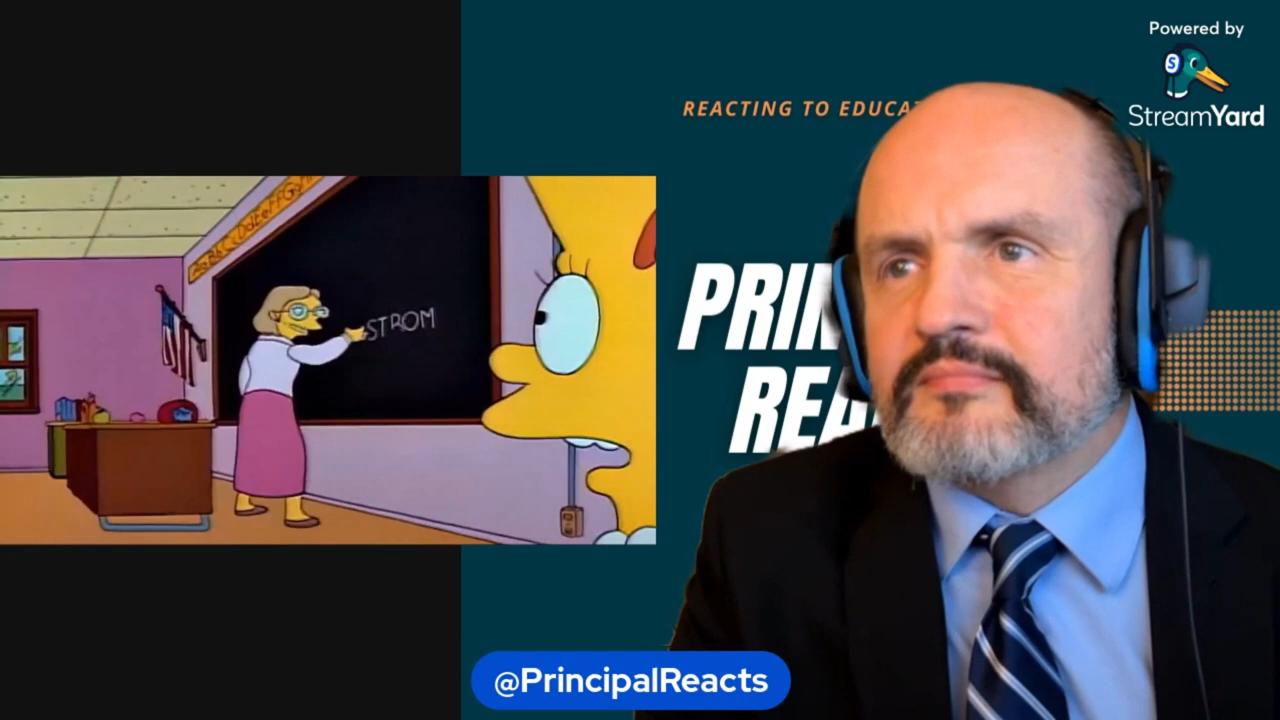 Powered by
S
StreamYard
REACTING TO EDUCAT
PRIN
REA
STROM
@PrincipalReacts